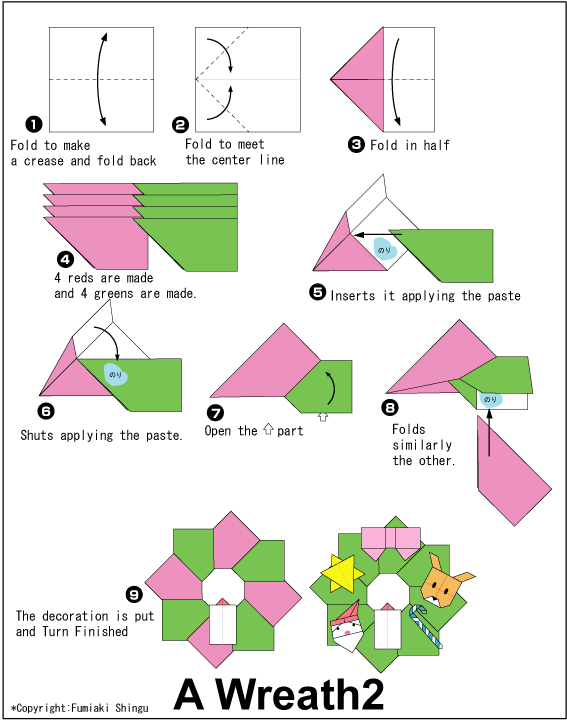 1
Fold to make
a crease and fold back
2
Fold to meet
the center line
3 Fold in half
4
4 reds are made
and 4 greens are made.
のり
5 Inserts it applying the paste
のり
6
Shuts applying the paste.
7
Open the ⇧ part
のり
8
Folds
similarly
the other.
9
The decoration is put
and Turn Finished
*Copyright:Fumiaki Shingu
A Wreath2